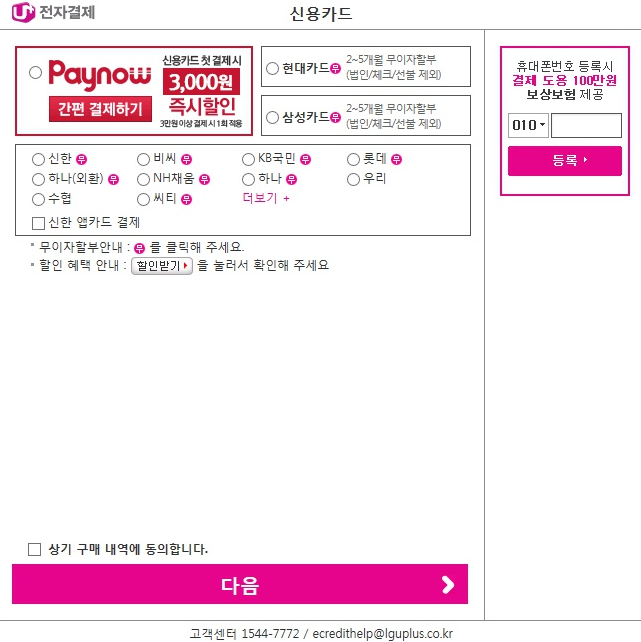 U+ 전자결제
신용카드
Paynow
간편 결제하기
신용카드 첫 결제 시
3,000원
즉시할인
3만원 이상 결제 시 1회 적용
현대카드 무 2~5개월 무이자할부
(법인/체크/선불 제외)
삼성카드 무 2~5개월 무이자할부
(법인/체크/선불 제외)
신한 무 비씨 무 KB국민 무 롯데 무
하나(외환) 무 NH채움 무 하나 무 우리
수협 씨티 무 더보기 +
신한 앱카드 결제
무이자할부안내 : 무 를 클릭해 주세요.
할인 혜택 안내 : 할인받기 을 눌러서 확인해 주세요
휴대폰번호 등록시
결제 도용 100만원
보상보험 제공
010
등록
상기 구매 내역에 동의합니다.
다음
고객센터 1544-7772 / ecredithelp@lguplus.co.kr